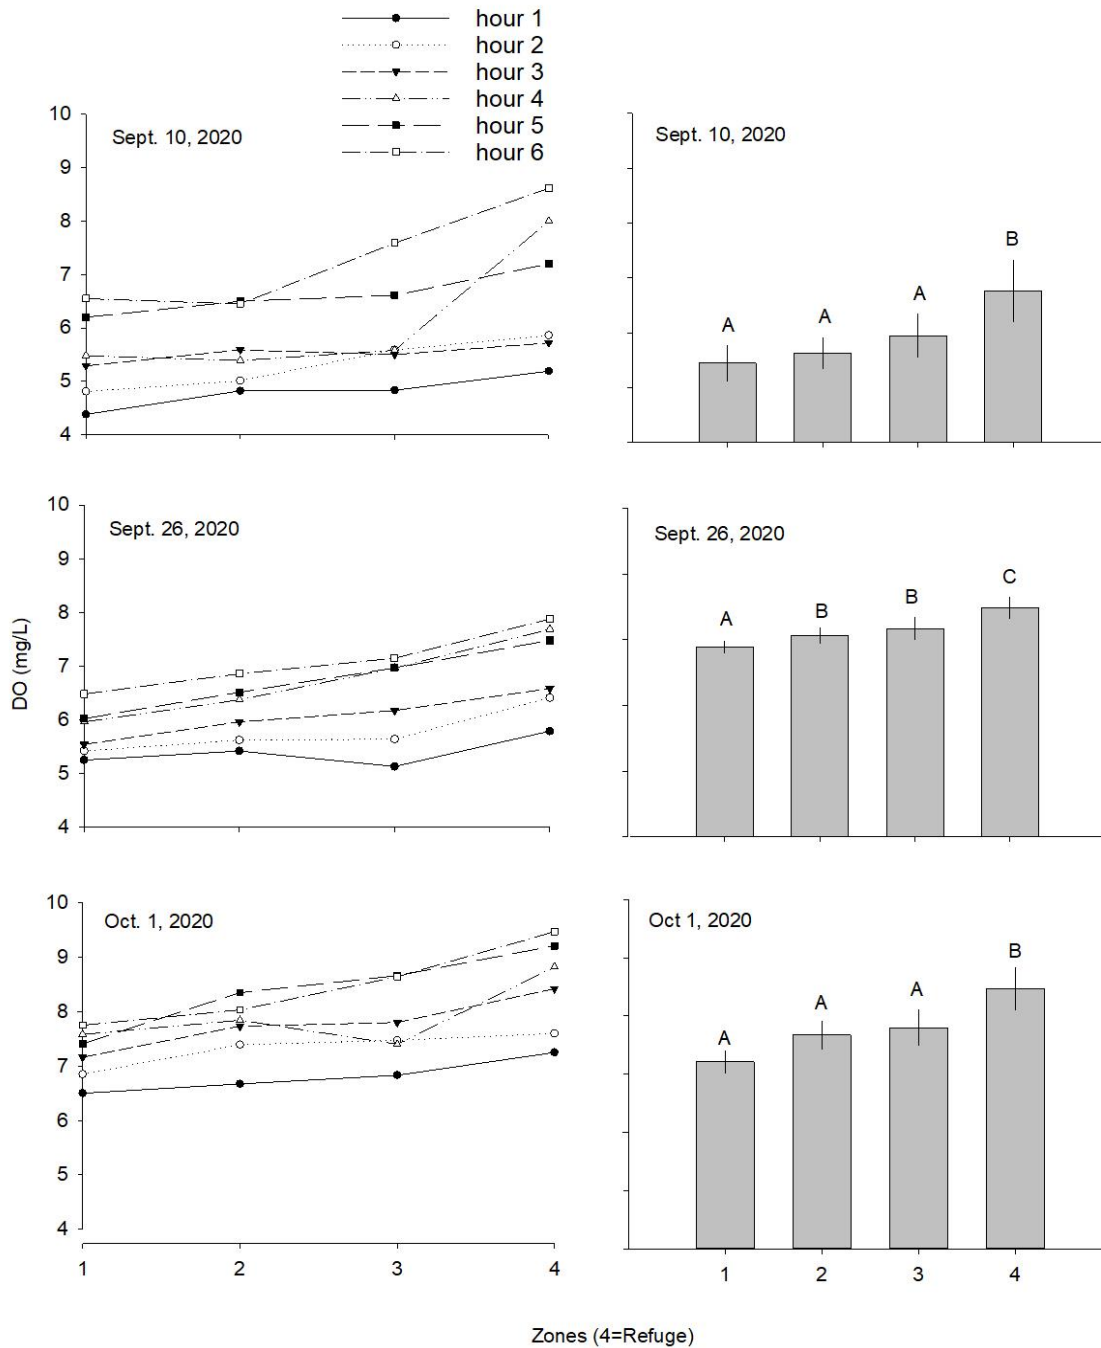 hour 1
hour 2
hour 3
hour 4
hour 5
hour 6
Sept. 10, 2020
10
9
8
7
6
5
4
Sept. 10, 2020
A
A
A
B
DO (mg/L)
Sept. 26, 2020
10
9
8
7
6
5
4
Sept. 26, 2020
A
B
B
C
Oct. 1, 2020
10
9
8
7
6
5
4
1 2 3 4
Oct 1, 2020
A
A
A
B
1 2 3 4
Zones (4=Refuge)